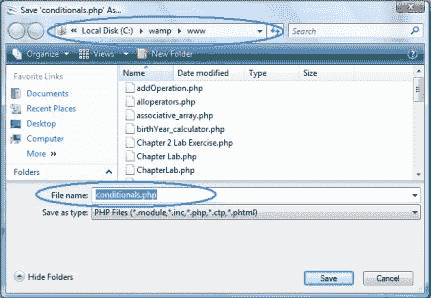 Save 'conditionals.php' As...
« Local Disk (C:) ▸ wamp ▸ www
Search
Organize Views New Folder
Favorite Links
Documents
Recent Places
Desktop
Computer
More »
Folders
Name Date modified Type Size
addOperation.php
alloperators.php
associative_array.php
birthYear_calculator.php
Chapter 2 Lab Exercise.php
Chapter Lab.php
ChapterLab.php
File name: conditionals.php
Save as type: PHP Files (*.module,*.inc,*.php,*.ctp,*.phtml)
Hide Folders
Save Cancel